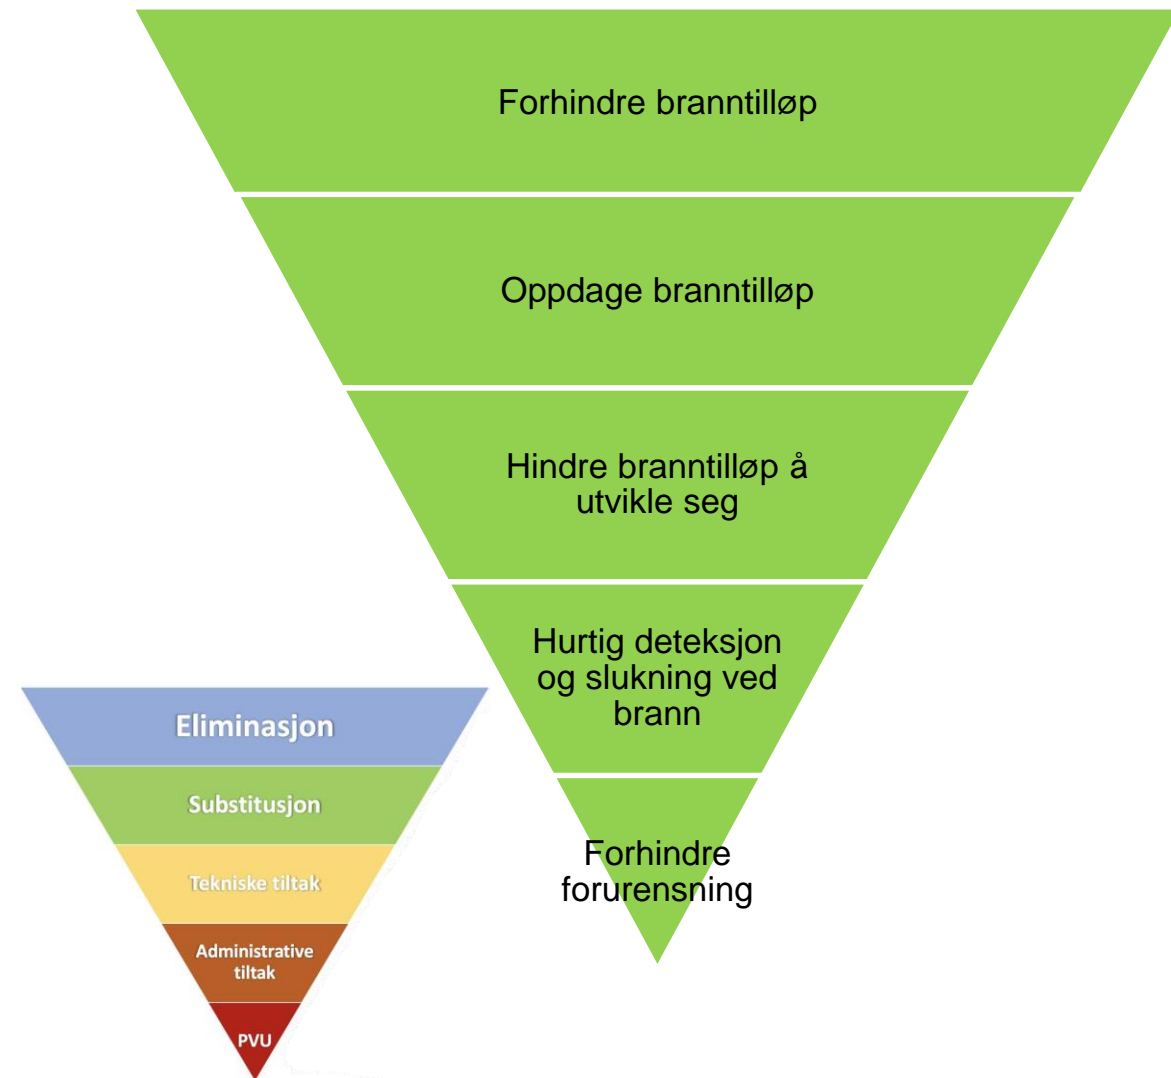 Forhindre branntilløp
Oppdage branntilløp
Hindre branntilløp å
utvikle seg
Hurtig deteksjon
og slukning ved
brann
Forhindre
forurensning
Eliminasjon
Substitusjon
Tekniske tiltak
Administrative
tiltak
PVU